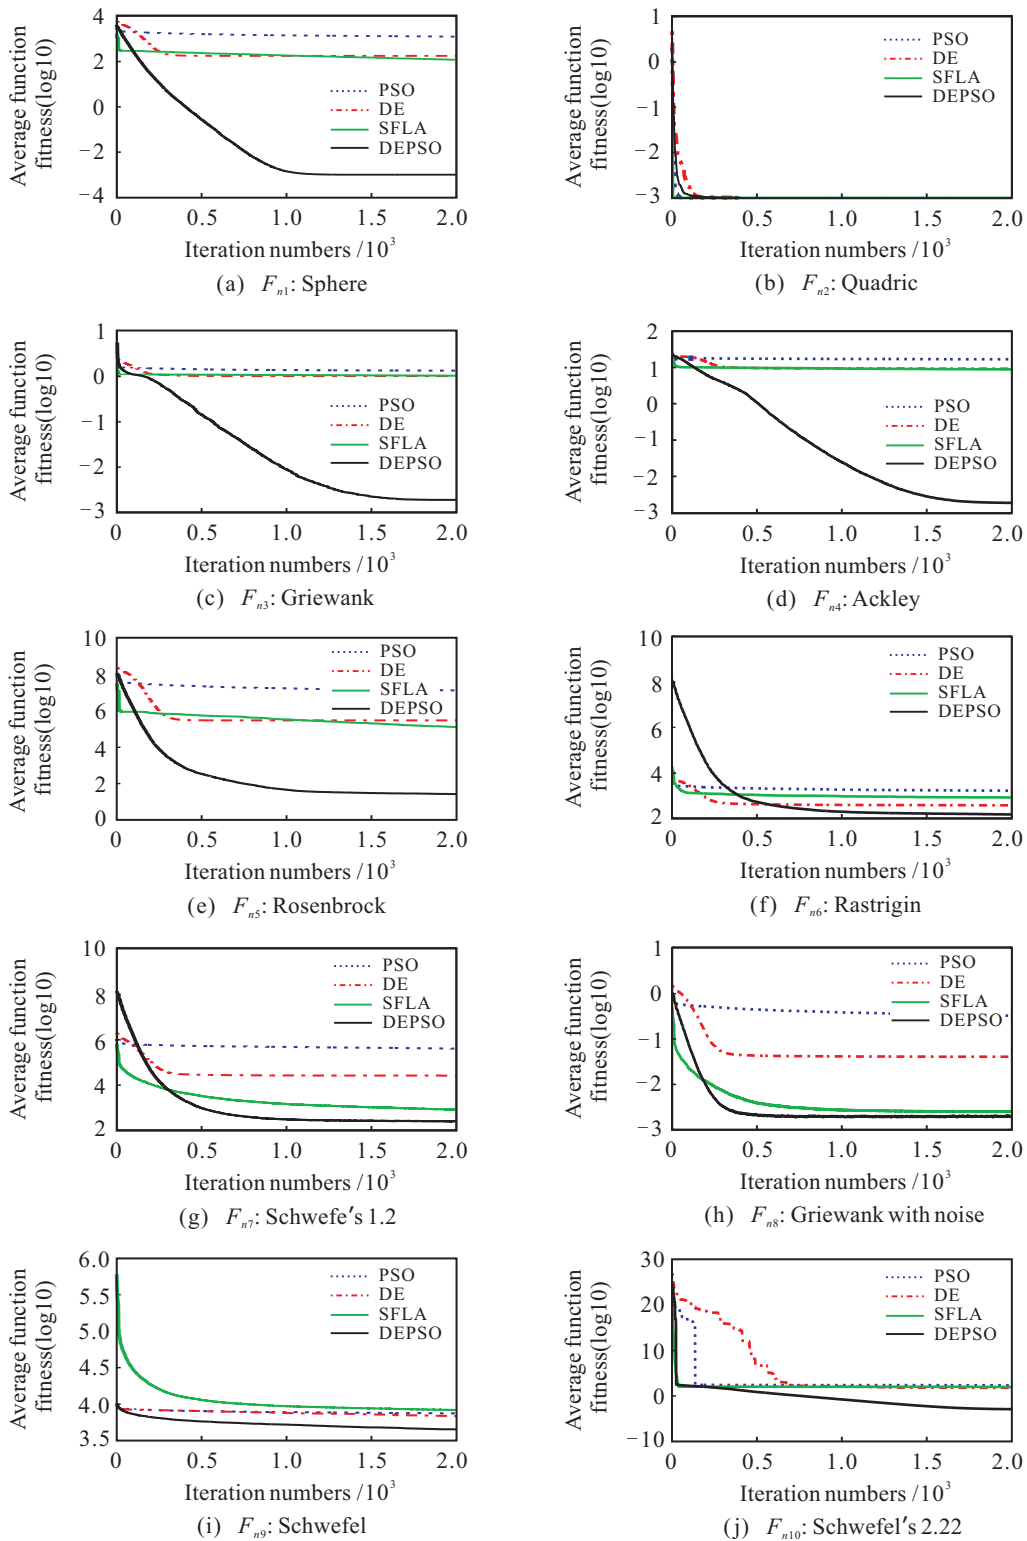 Average function fitness(log10)
4
2
0
−2
−4
PSO
DE
SFLA
DEPSO
0 0.5 1.0 1.5 2.0
Iteration numbers /10³
(a) Fn1: Sphere
Average function fitness(log10)
1
0
−1
−2
−3
PSO
DE
SFLA
DEPSO
0 0.5 1.0 1.5 2.0
Iteration numbers /10³
(b) Fn2: Quadric
Average function fitness(log10)
1
0
−1
−2
−3
PSO
DE
SFLA
DEPSO
0 0.5 1.0 1.5 2.0
Iteration numbers /10³
(c) Fn3: Griewank
Average function fitness(log10)
2
1
0
−1
−2
−3
PSO
DE
SFLA
DEPSO
0 0.5 1.0 1.5 2.0
Iteration numbers /10³
(d) Fn4: Ackley
Average function fitness(log10)
10
8
6
4
2
0
PSO
DE
SFLA
DEPSO
0 0.5 1.0 1.5 2.0
Iteration numbers /10³
(e) Fn5: Rosenbrock
Average function fitness(log10)
10
8
6
4
2
PSO
DE
SFLA
DEPSO
0 0.5 1.0 1.5 2.0
Iteration numbers /10³
(f) Fn6: Rastrigin
Average function fitness(log10)
10
8
6
4
2
PSO
DE
SFLA
DEPSO
0 0.5 1.0 1.5 2.0
Iteration numbers /10³
(g) Fn7: Schwefe′s 1.2
Average function fitness(log10)
1
0
−1
−2
−3
PSO
DE
SFLA
DEPSO
0 0.5 1.0 1.5 2.0
Iteration numbers /10³
(h) Fn8: Griewank with noise
Average function fitness(log10)
6.0
5.5
5.0
4.5
4.0
3.5
PSO
DE
SFLA
DEPSO
0 0.5 1.0 1.5 2.0
Iteration numbers /10³
(i) Fn9: Schwefel
Average function fitness(log10)
30
20
10
0
−10
PSO
DE
SFLA
DEPSO
0 0.5 1.0 1.5 2.0
Iteration numbers /10³
(j) Fn10: Schwefel′s 2.22